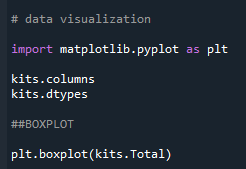 # data visualization
import matplotlib.pyplot as plt
kits.columns
kits.dtypes
##BOXPLOT
plt.boxplot(kits.Total)